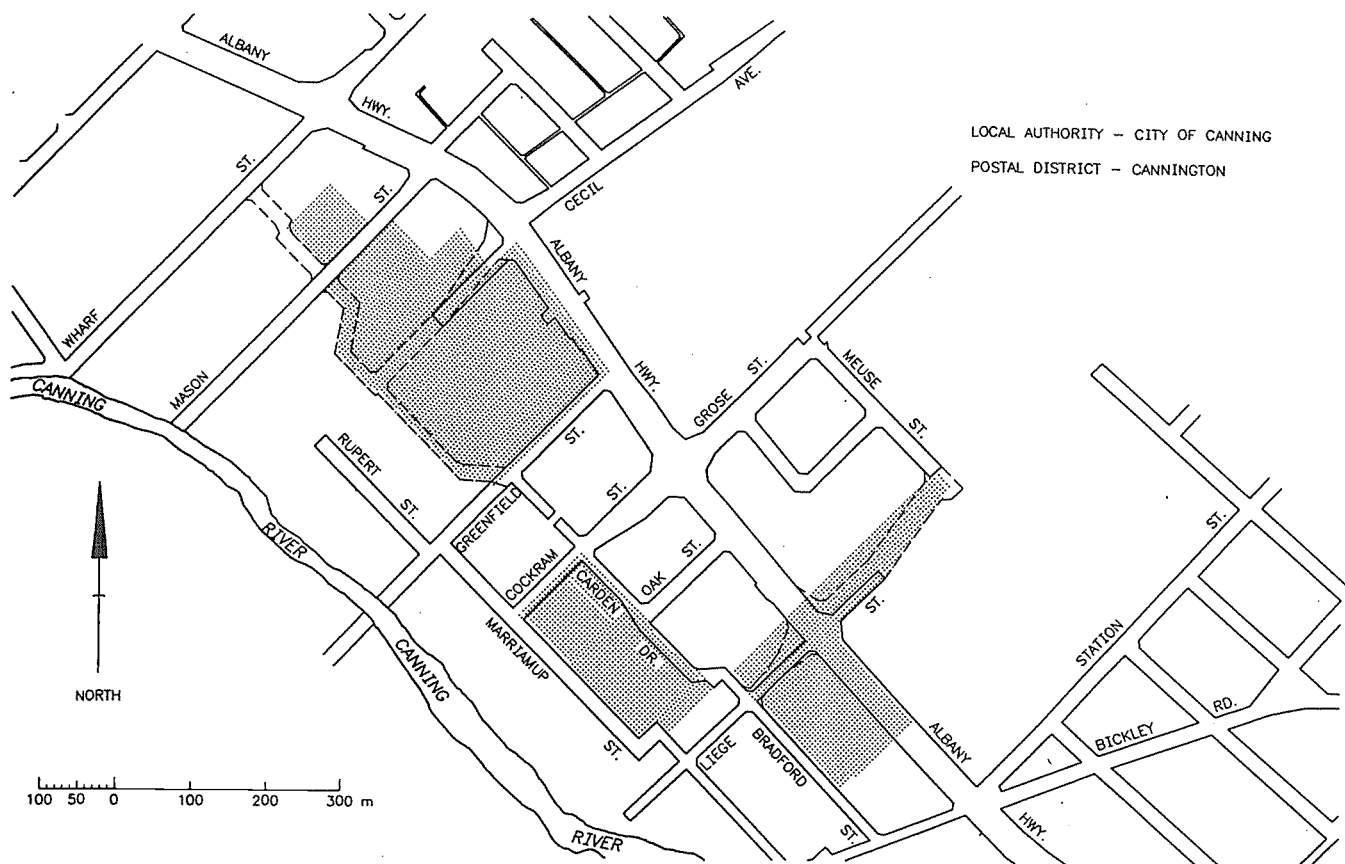 ALBANY
HWY.
AVE.
CECIL
LOCAL AUTHORITY – CITY OF CANNING
POSTAL DISTRICT – CANNINGTON
ST.
ST.
WHARF
MASON
ALBANY
HWY.
GROSE ST.
MEUSE
ST.
CANNING
RIVER
CANNING
RIVER
RUPERT
ST.
GREENFIELD
ST.
COCKRAM
ST.
CARDEN
DR.
OAK ST.
ST.
MARRIAMUP
ST.
LIEGE
BRADFORD
ST.
ALBANY
HWY.
STATION
ST.
BICKLEY
RD.
NORTH
100 50 0 100 200 300 m